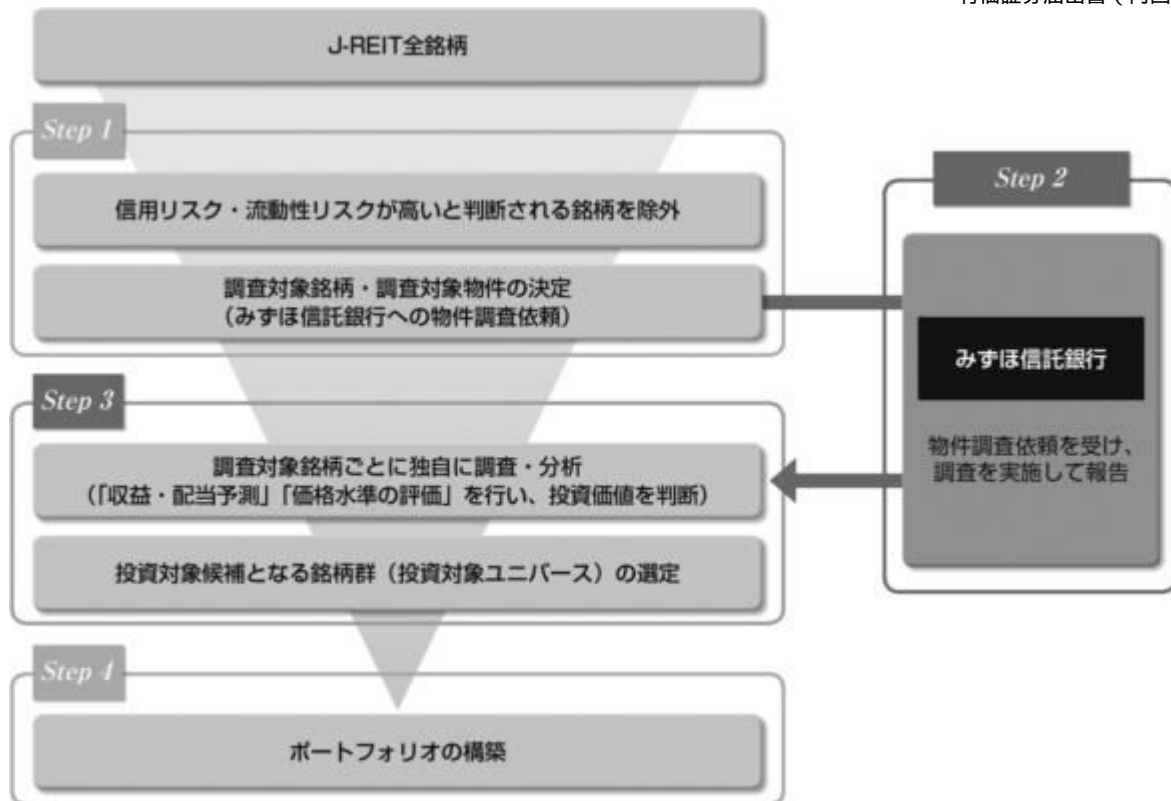 J-REIT全銘柄
Step 1
信用リスク・流動性リスクが高いと判断される銘柄を除外
調査対象銘柄・調査対象物件の決定
（みずほ信託銀行への物件調査依頼）
Step 2
みずほ信託銀行
物件調査依頼を受け、
調査を実施して報告
Step 3
調査対象銘柄ごとに独自に調査・分析
（「収益・配当予測」「価格水準の評価」を行い、投資価値を判断）
投資対象候補となる銘柄群（投資対象ユニバース）の選定
Step 4
ポートフォリオの構築